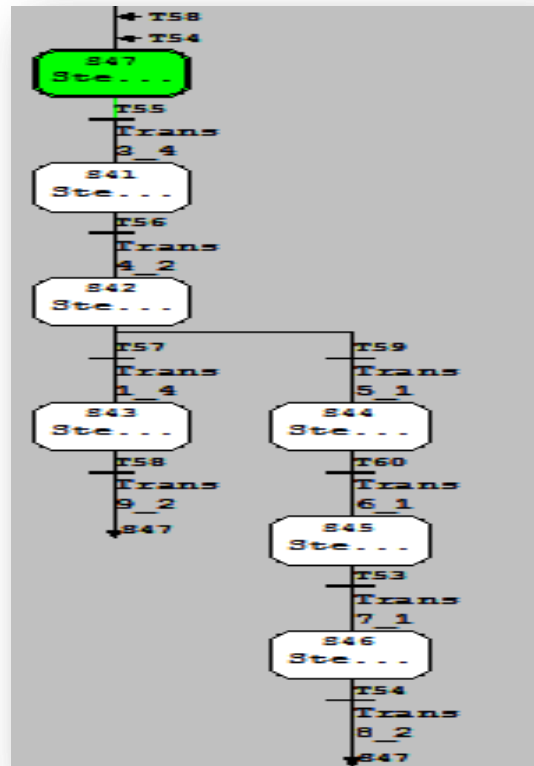 T58
T54
S47
Ste...
T55
Trans
3_4
S41
Ste...
T56
Trans
4_2
S42
Ste...
T57
Trans
1_4
S43
Ste...
T58
Trans
9_2
S47
T59
Trans
5_1
S44
Ste...
T60
Trans
6_1
S45
Ste...
T53
Trans
7_1
S46
Ste...
T54
Trans
8_2
S47